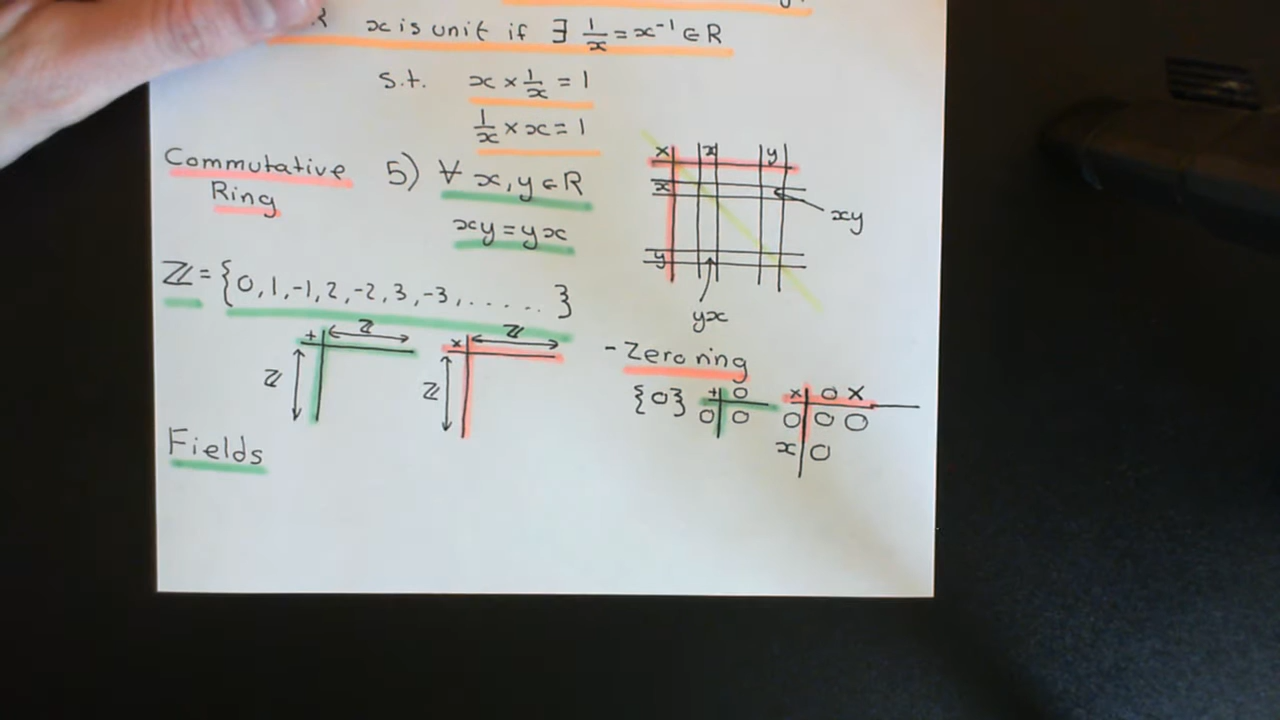 x is unit if ∃ 1/x = x⁻¹ ∈ R
s.t. x × 1/x = 1
1/x × x = 1
Commutative Ring
5) ∀ x, y ∈ R
xy = yx
× x y
x
y
xy
yx
ℤ = {0, 1, -1, 2, -2, 3, -3, ...... }
+ ℤ
ℤ
× ℤ
ℤ
- Zero ring
{0}
+ 0
0 0
× 0 x
0 0 0
x 0
Fields